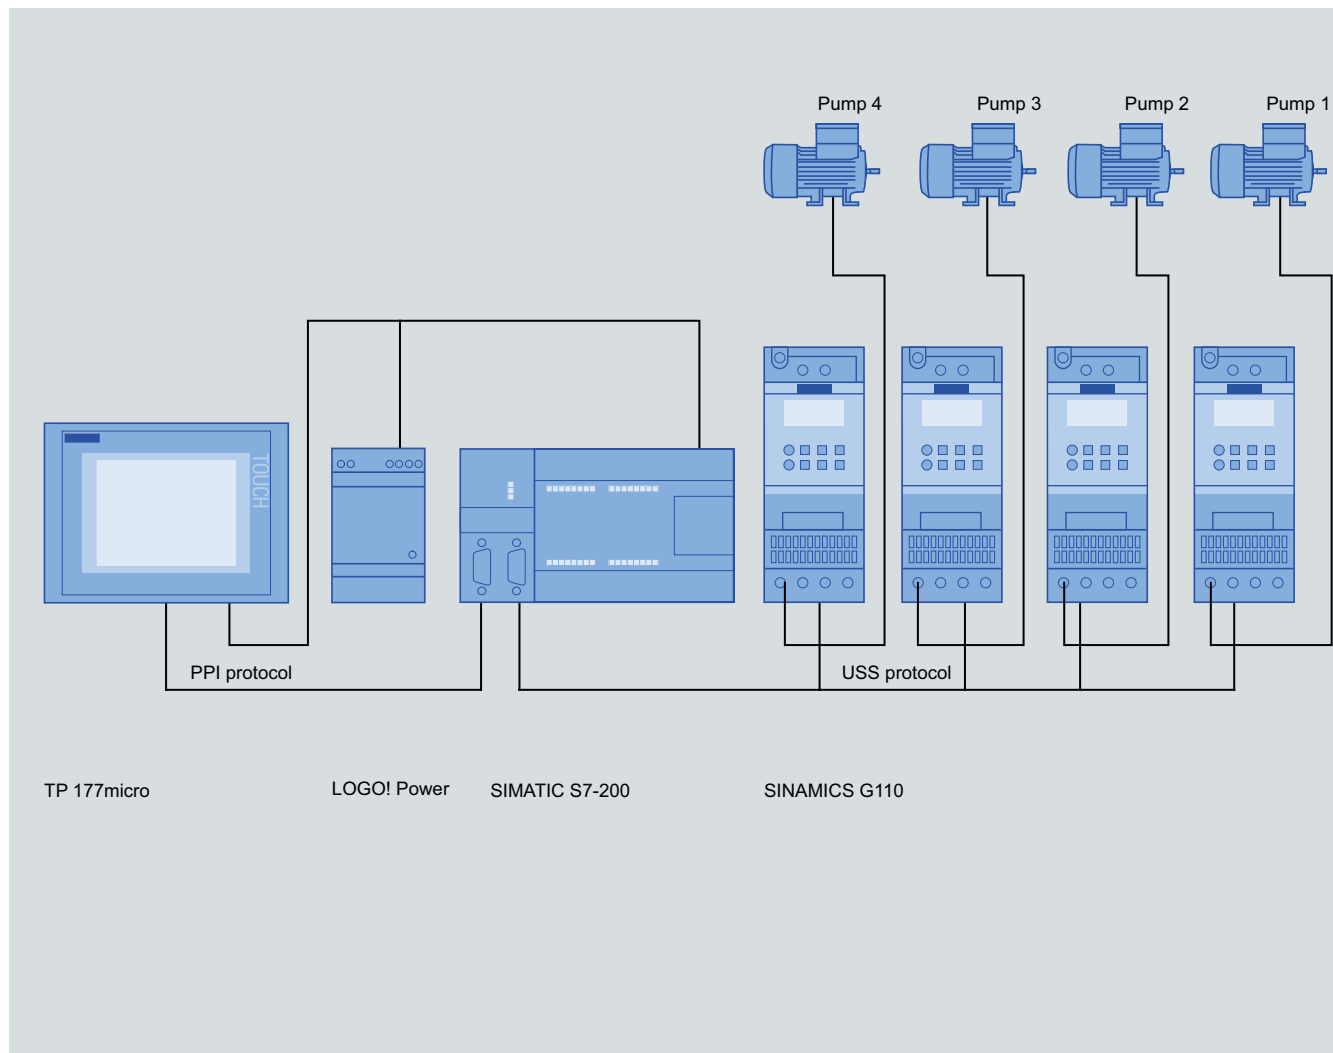 Pump 4
Pump 3
Pump 2
Pump 1
TOUCH
PPI protocol
USS protocol
TP 177micro
LOGO! Power
SIMATIC S7-200
SINAMICS G110